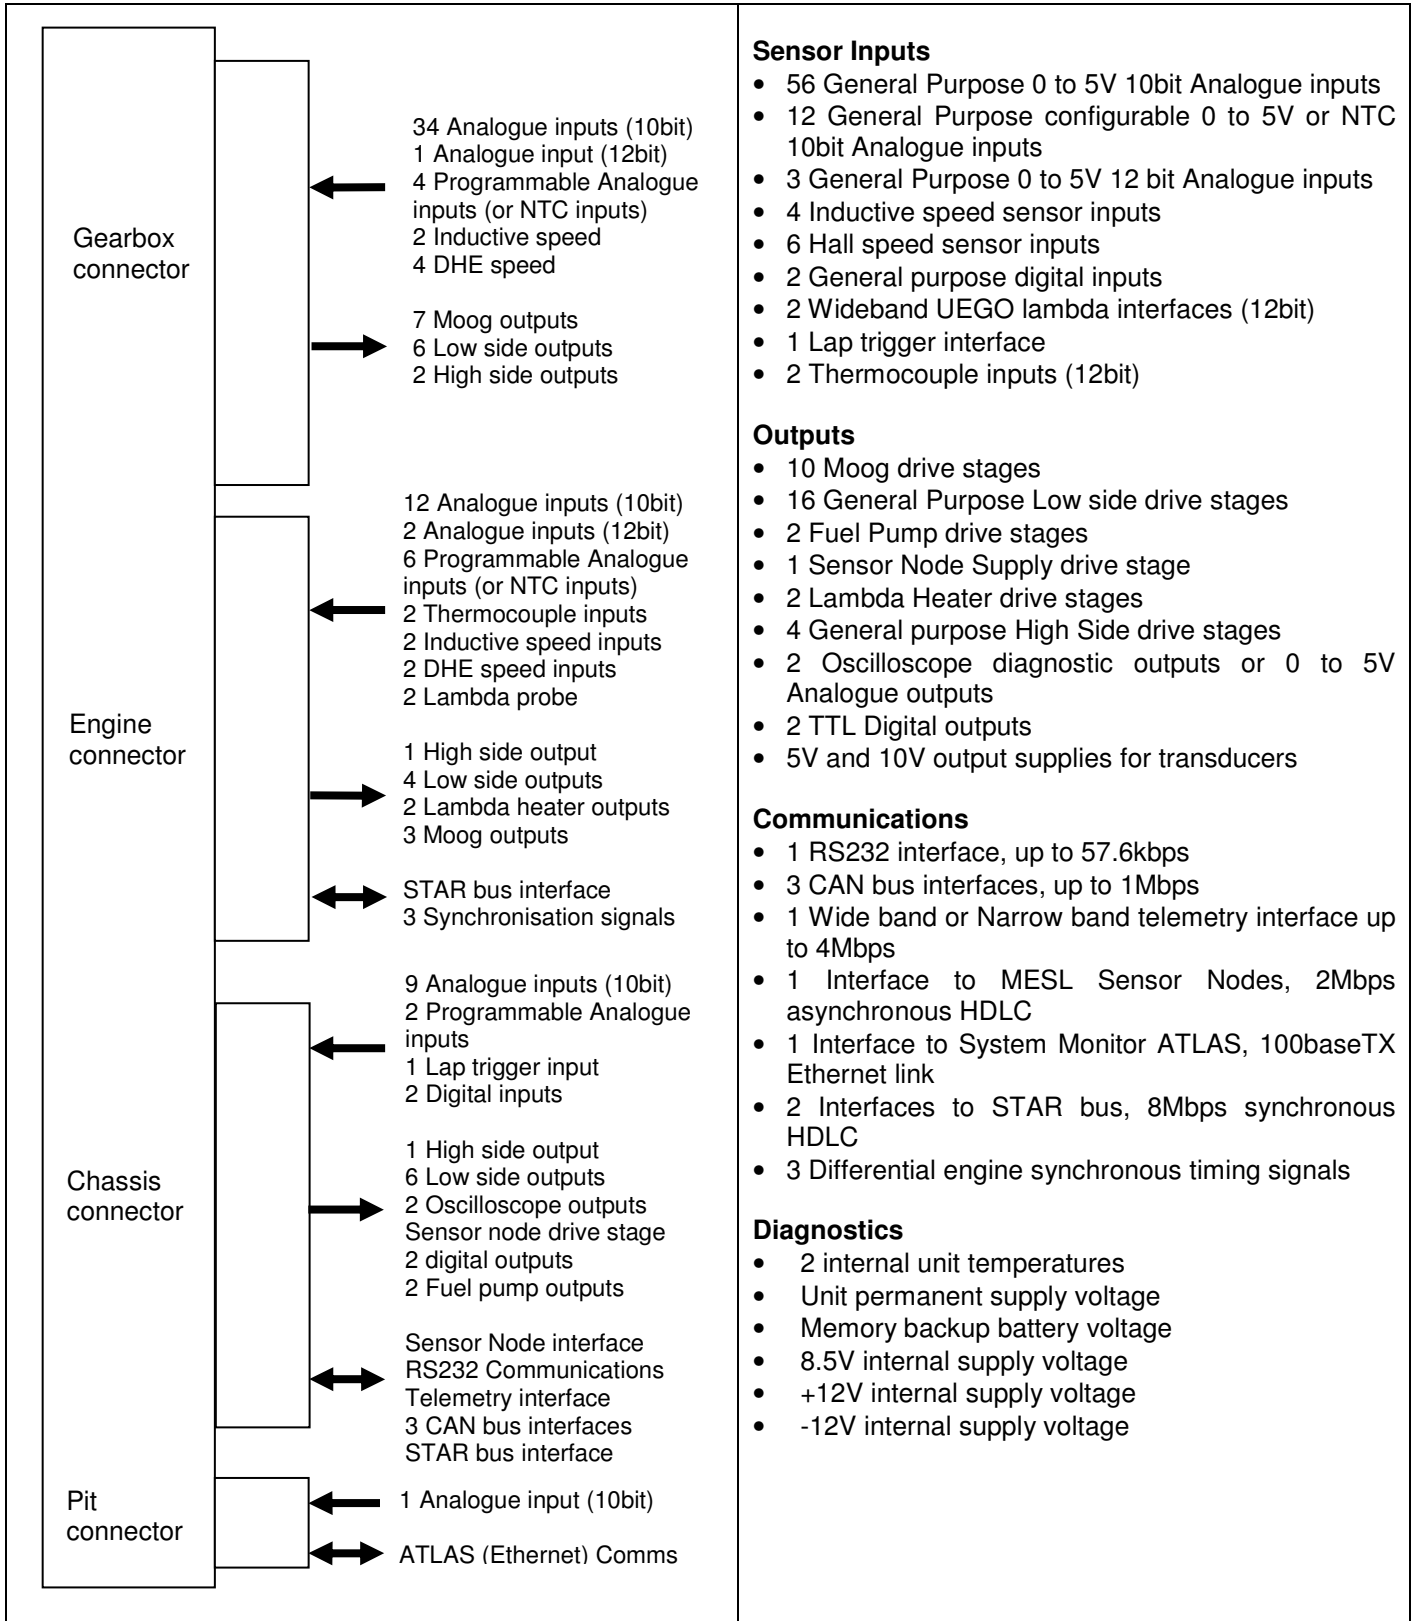 Gearbox
connector
34 Analogue inputs (10bit)
1 Analogue input (12bit)
4 Programmable Analogue
inputs (or NTC inputs)
2 Inductive speed
4 DHE speed
7 Moog outputs
6 Low side outputs
2 High side outputs
Engine
connector
12 Analogue inputs (10bit)
2 Analogue inputs (12bit)
6 Programmable Analogue
inputs (or NTC inputs)
2 Thermocouple inputs
2 Inductive speed inputs
2 DHE speed inputs
2 Lambda probe
1 High side output
4 Low side outputs
2 Lambda heater outputs
3 Moog outputs
STAR bus interface
3 Synchronisation signals
Chassis
connector
9 Analogue inputs (10bit)
2 Programmable Analogue
inputs
1 Lap trigger input
2 Digital inputs
1 High side output
6 Low side outputs
2 Oscilloscope outputs
Sensor node drive stage
2 digital outputs
2 Fuel pump outputs
Sensor Node interface
RS232 Communications
Telemetry interface
3 CAN bus interfaces
STAR bus interface
Pit
connector
1 Analogue input (10bit)
ATLAS (Ethernet) Comms
Sensor Inputs
• 56 General Purpose 0 to 5V 10bit Analogue inputs
• 12 General Purpose configurable 0 to 5V or NTC
10bit Analogue inputs
• 3 General Purpose 0 to 5V 12 bit Analogue inputs
• 4 Inductive speed sensor inputs
• 6 Hall speed sensor inputs
• 2 General purpose digital inputs
• 2 Wideband UEGO lambda interfaces (12bit)
• 1 Lap trigger interface
• 2 Thermocouple inputs (12bit)
Outputs
• 10 Moog drive stages
• 16 General Purpose Low side drive stages
• 2 Fuel Pump drive stages
• 1 Sensor Node Supply drive stage
• 2 Lambda Heater drive stages
• 4 General purpose High Side drive stages
• 2 Oscilloscope diagnostic outputs or 0 to 5V
Analogue outputs
• 2 TTL Digital outputs
• 5V and 10V output supplies for transducers
Communications
• 1 RS232 interface, up to 57.6kbps
• 3 CAN bus interfaces, up to 1Mbps
• 1 Wide band or Narrow band telemetry interface up
to 4Mbps
• 1 Interface to MESL Sensor Nodes, 2Mbps
asynchronous HDLC
• 1 Interface to System Monitor ATLAS, 100baseTX
Ethernet link
• 2 Interfaces to STAR bus, 8Mbps synchronous
HDLC
• 3 Differential engine synchronous timing signals
Diagnostics
• 2 internal unit temperatures
• Unit permanent supply voltage
• Memory backup battery voltage
• 8.5V internal supply voltage
• +12V internal supply voltage
• -12V internal supply voltage